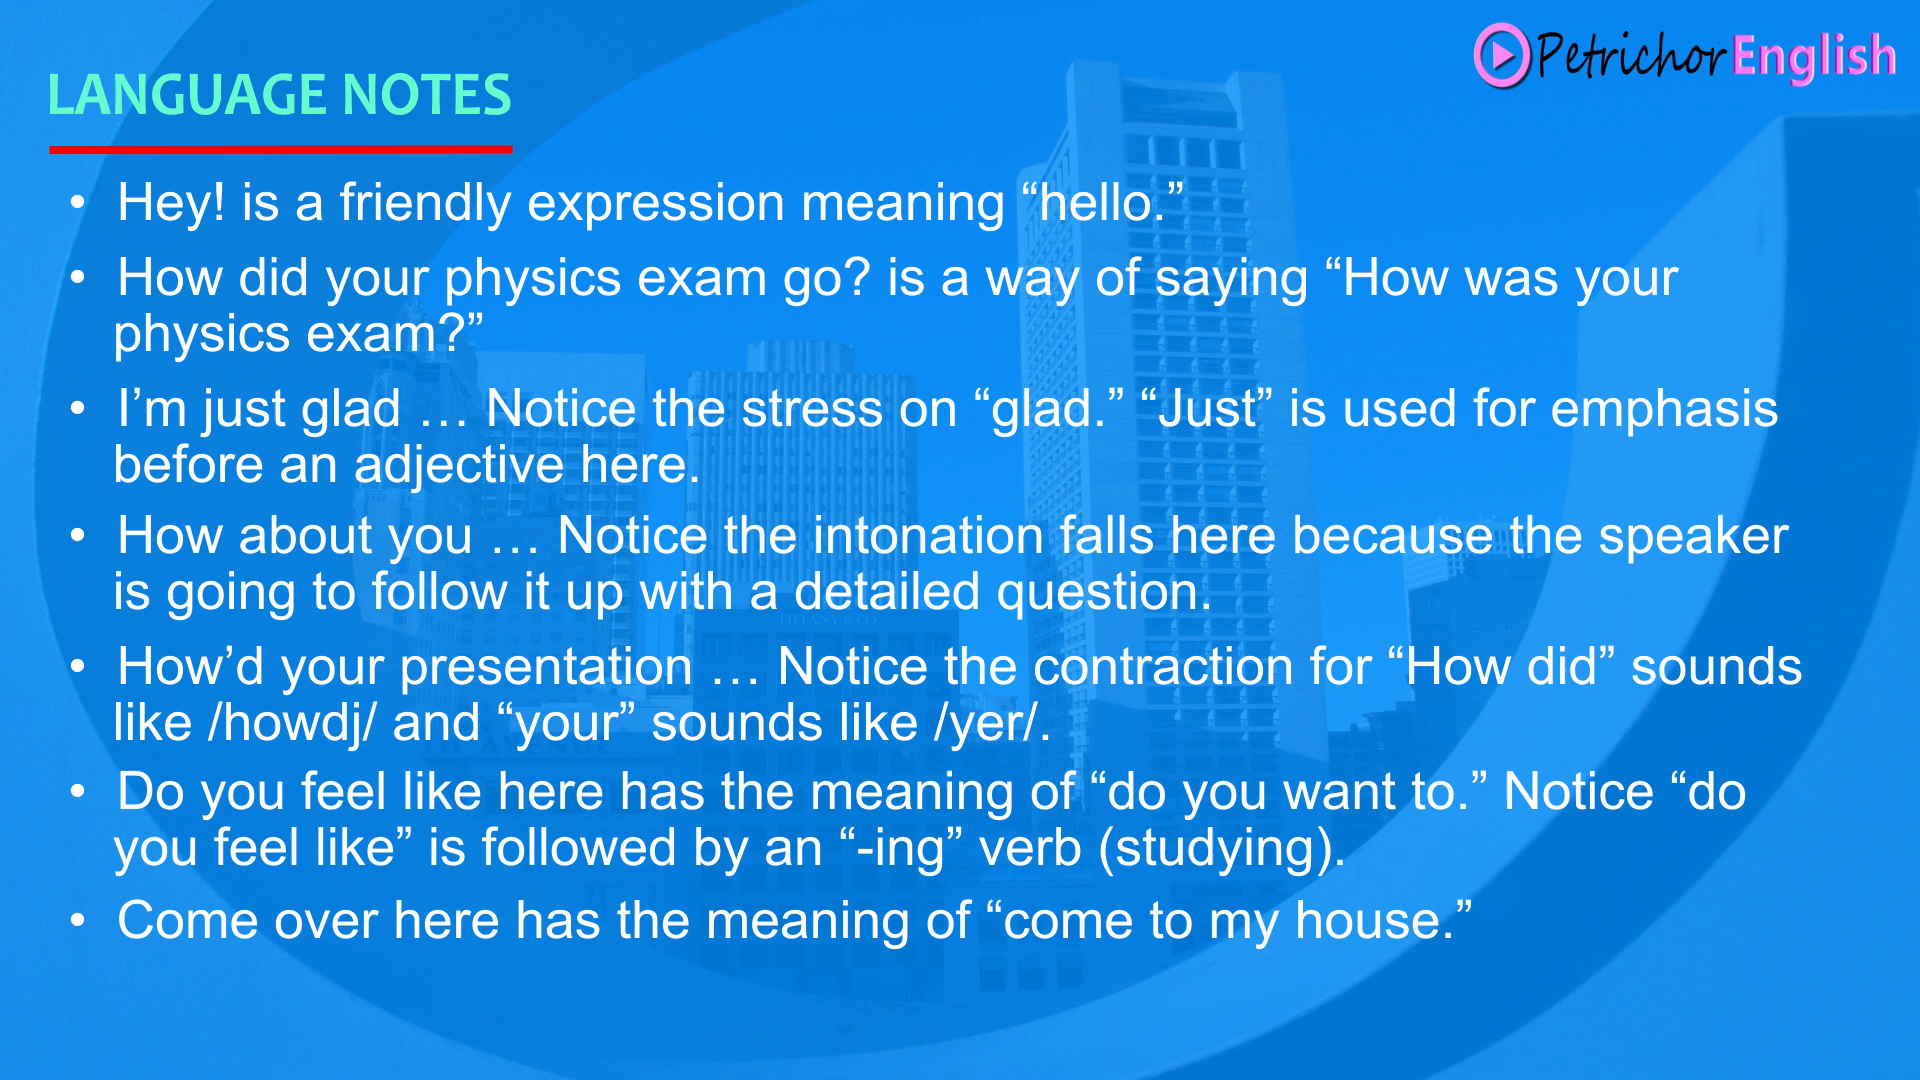 Petrichor English
LANGUAGE NOTES
• Hey! is a friendly expression meaning “hello.”
• How did your physics exam go? is a way of saying “How was your
physics exam?”
• I’m just glad … Notice the stress on “glad.” “Just” is used for emphasis
before an adjective here.
• How about you … Notice the intonation falls here because the speaker
is going to follow it up with a detailed question.
• How’d your presentation … Notice the contraction for “How did” sounds
like /howdj/ and “your” sounds like /yer/.
• Do you feel like here has the meaning of “do you want to.” Notice “do
you feel like” is followed by an “-ing” verb (studying).
• Come over here has the meaning of “come to my house.”
TIFFANY & CO